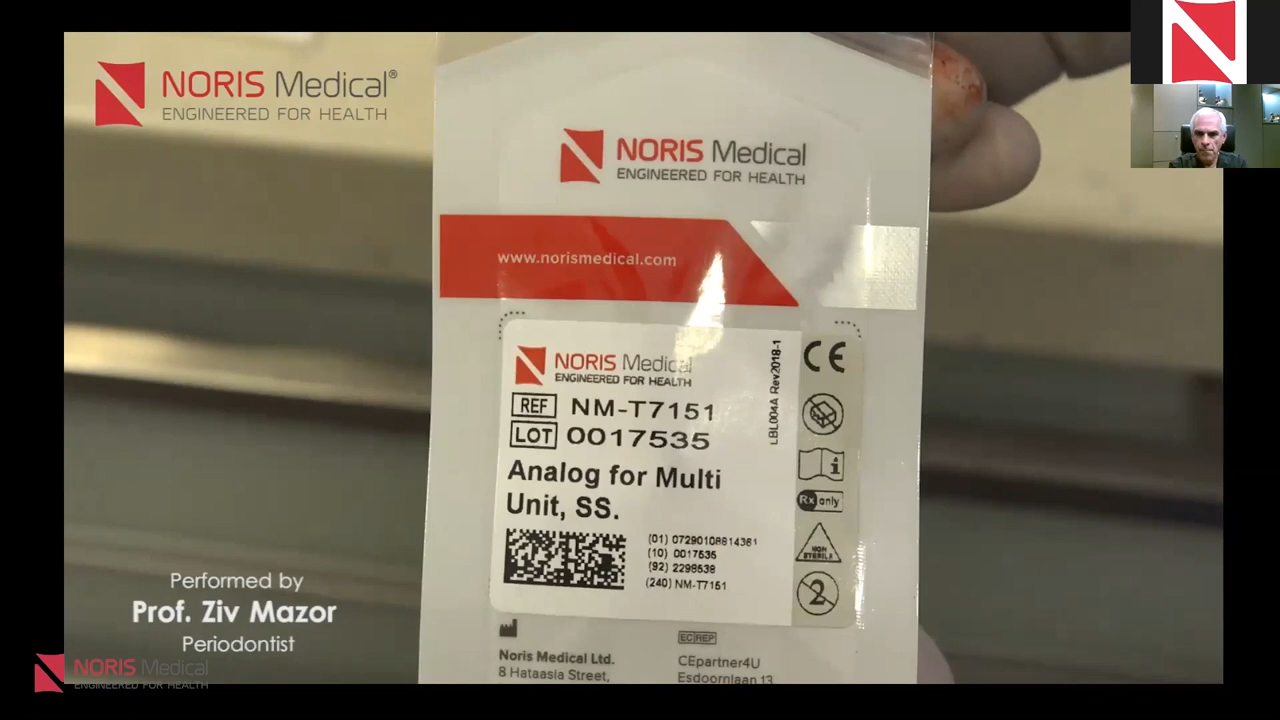 NORIS Medical®
ENGINEERED FOR HEALTH
NORIS Medical
ENGINEERED FOR HEALTH
www.norismedical.com
NORIS Medical
ENGINEERED FOR HEALTH
REF NM-T7151
LOT 0017535
Analog for Multi
Unit, SS.
(01) 07290108814361
(10) 0017535
(92) 2298538
(240) NM-T7151
LBL004A Rev2018-1
CE
i
Rx only
NON
STERILE
2
Noris Medical Ltd.
8 Hataasia Street,
EC REP
CEpartner4U
Esdoornlaan 13
Performed by
Prof. Ziv Mazor
Periodontist
NORIS Medical
ENGINEERED FOR HEALTH
N